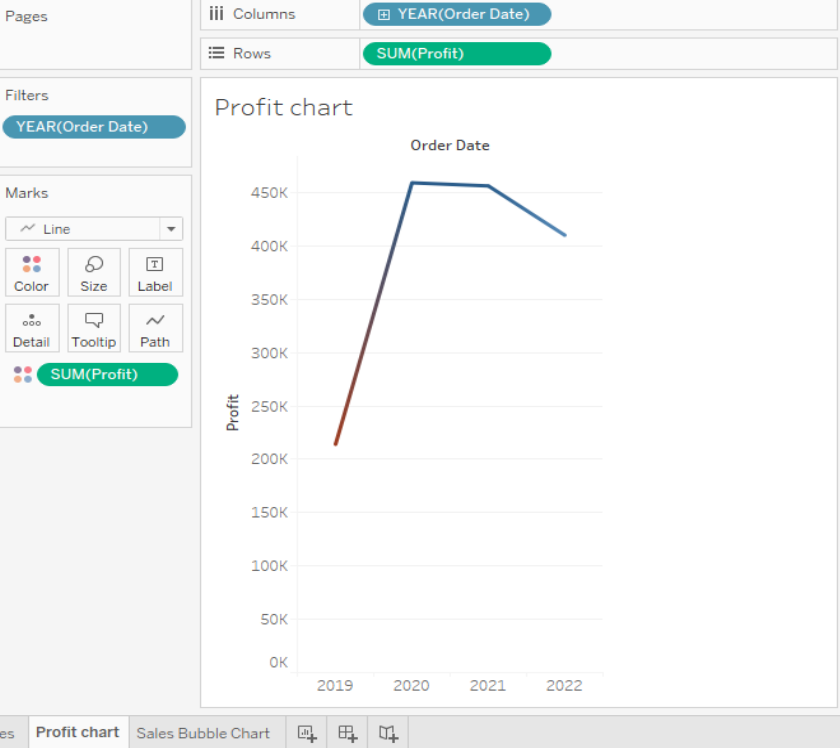 Pages
Columns
YEAR(Order Date)
Rows
SUM(Profit)
Filters
YEAR(Order Date)
Marks
Line
Color
Size
T
Label
Detail
Tooltip
Path
SUM(Profit)
Profit chart
Order Date
Profit
450K
400K
350K
300K
250K
200K
150K
100K
50K
0K
2019 2020 2021 2022
es
Profit chart
Sales Bubble Chart